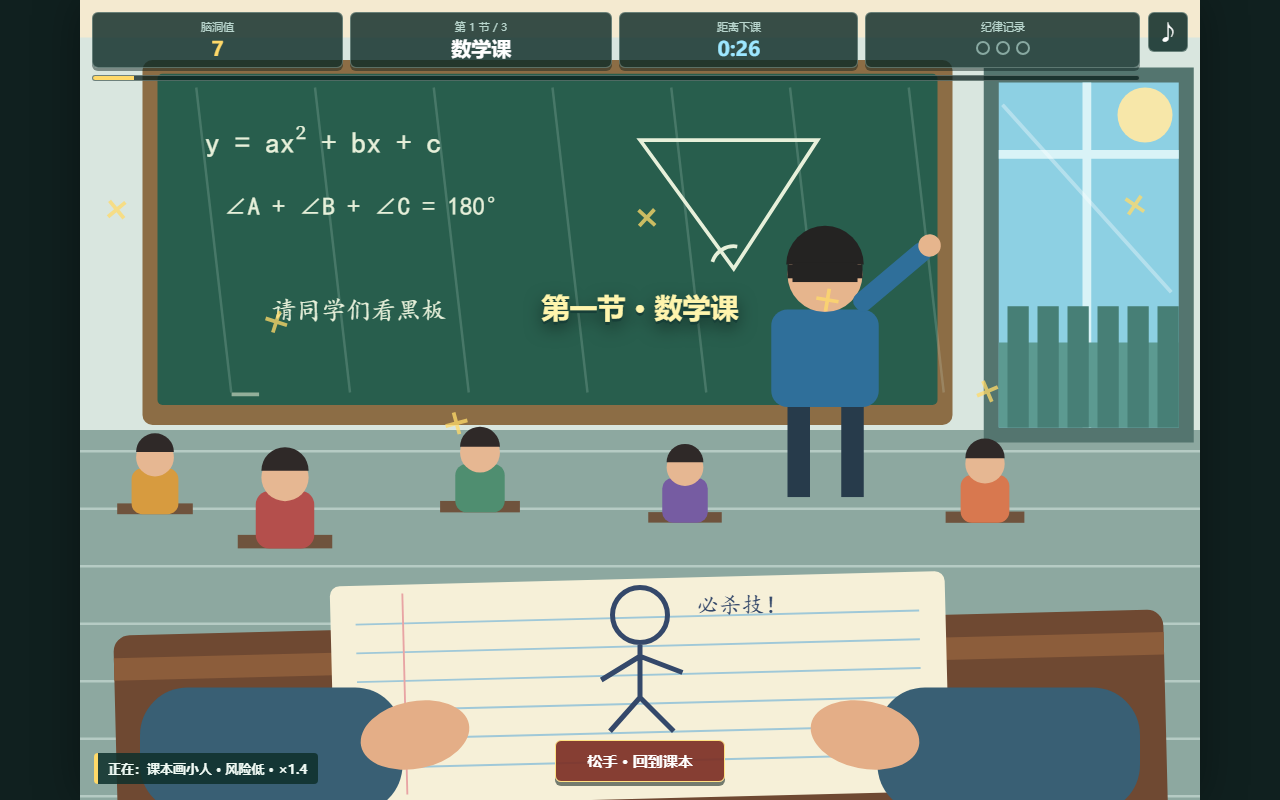 脑洞值
7
第 1 节 / 3
数学课
距离下课
0:26
纪律记录
♪
y = ax² + bx + c
∠A + ∠B + ∠C = 180°
请同学们看黑板
第一节 · 数学课
必杀技!
松手 · 回到课本
正在: 课本画小人 · 风险低 · ×1.4